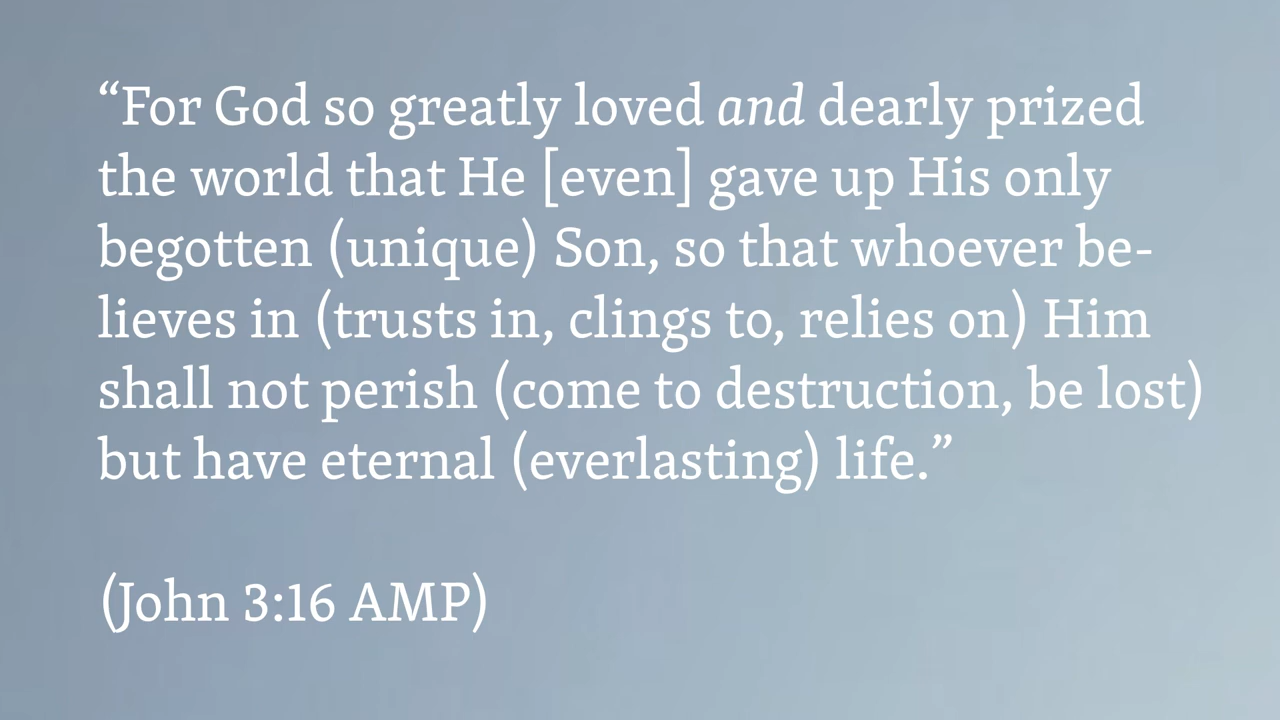 “For God so greatly loved and dearly prized
the world that He [even] gave up His only
begotten (unique) Son, so that whoever be-
lieves in (trusts in, clings to, relies on) Him
shall not perish (come to destruction, be lost)
but have eternal (everlasting) life.”
(John 3:16 AMP)